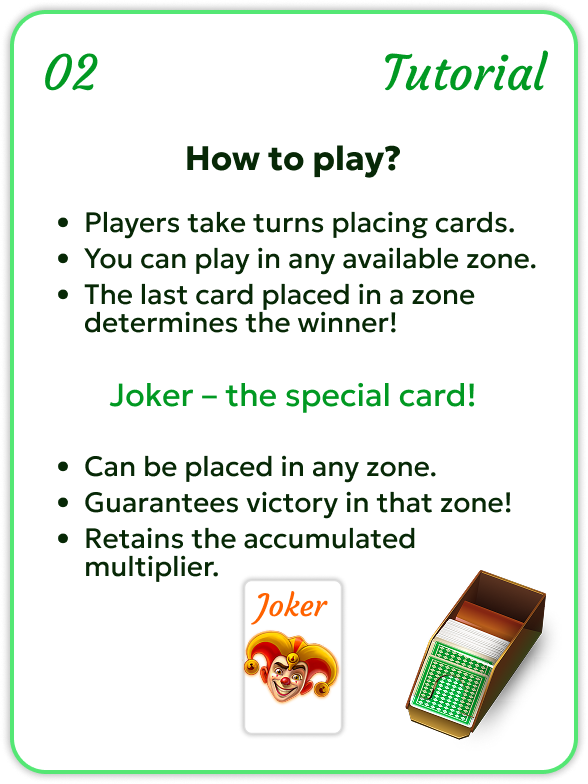 02
Tutorial
How to play?
• Players take turns placing cards.
• You can play in any available zone.
• The last card placed in a zone
determines the winner!
Joker – the special card!
• Can be placed in any zone.
• Guarantees victory in that zone!
• Retains the accumulated
multiplier.
Joker